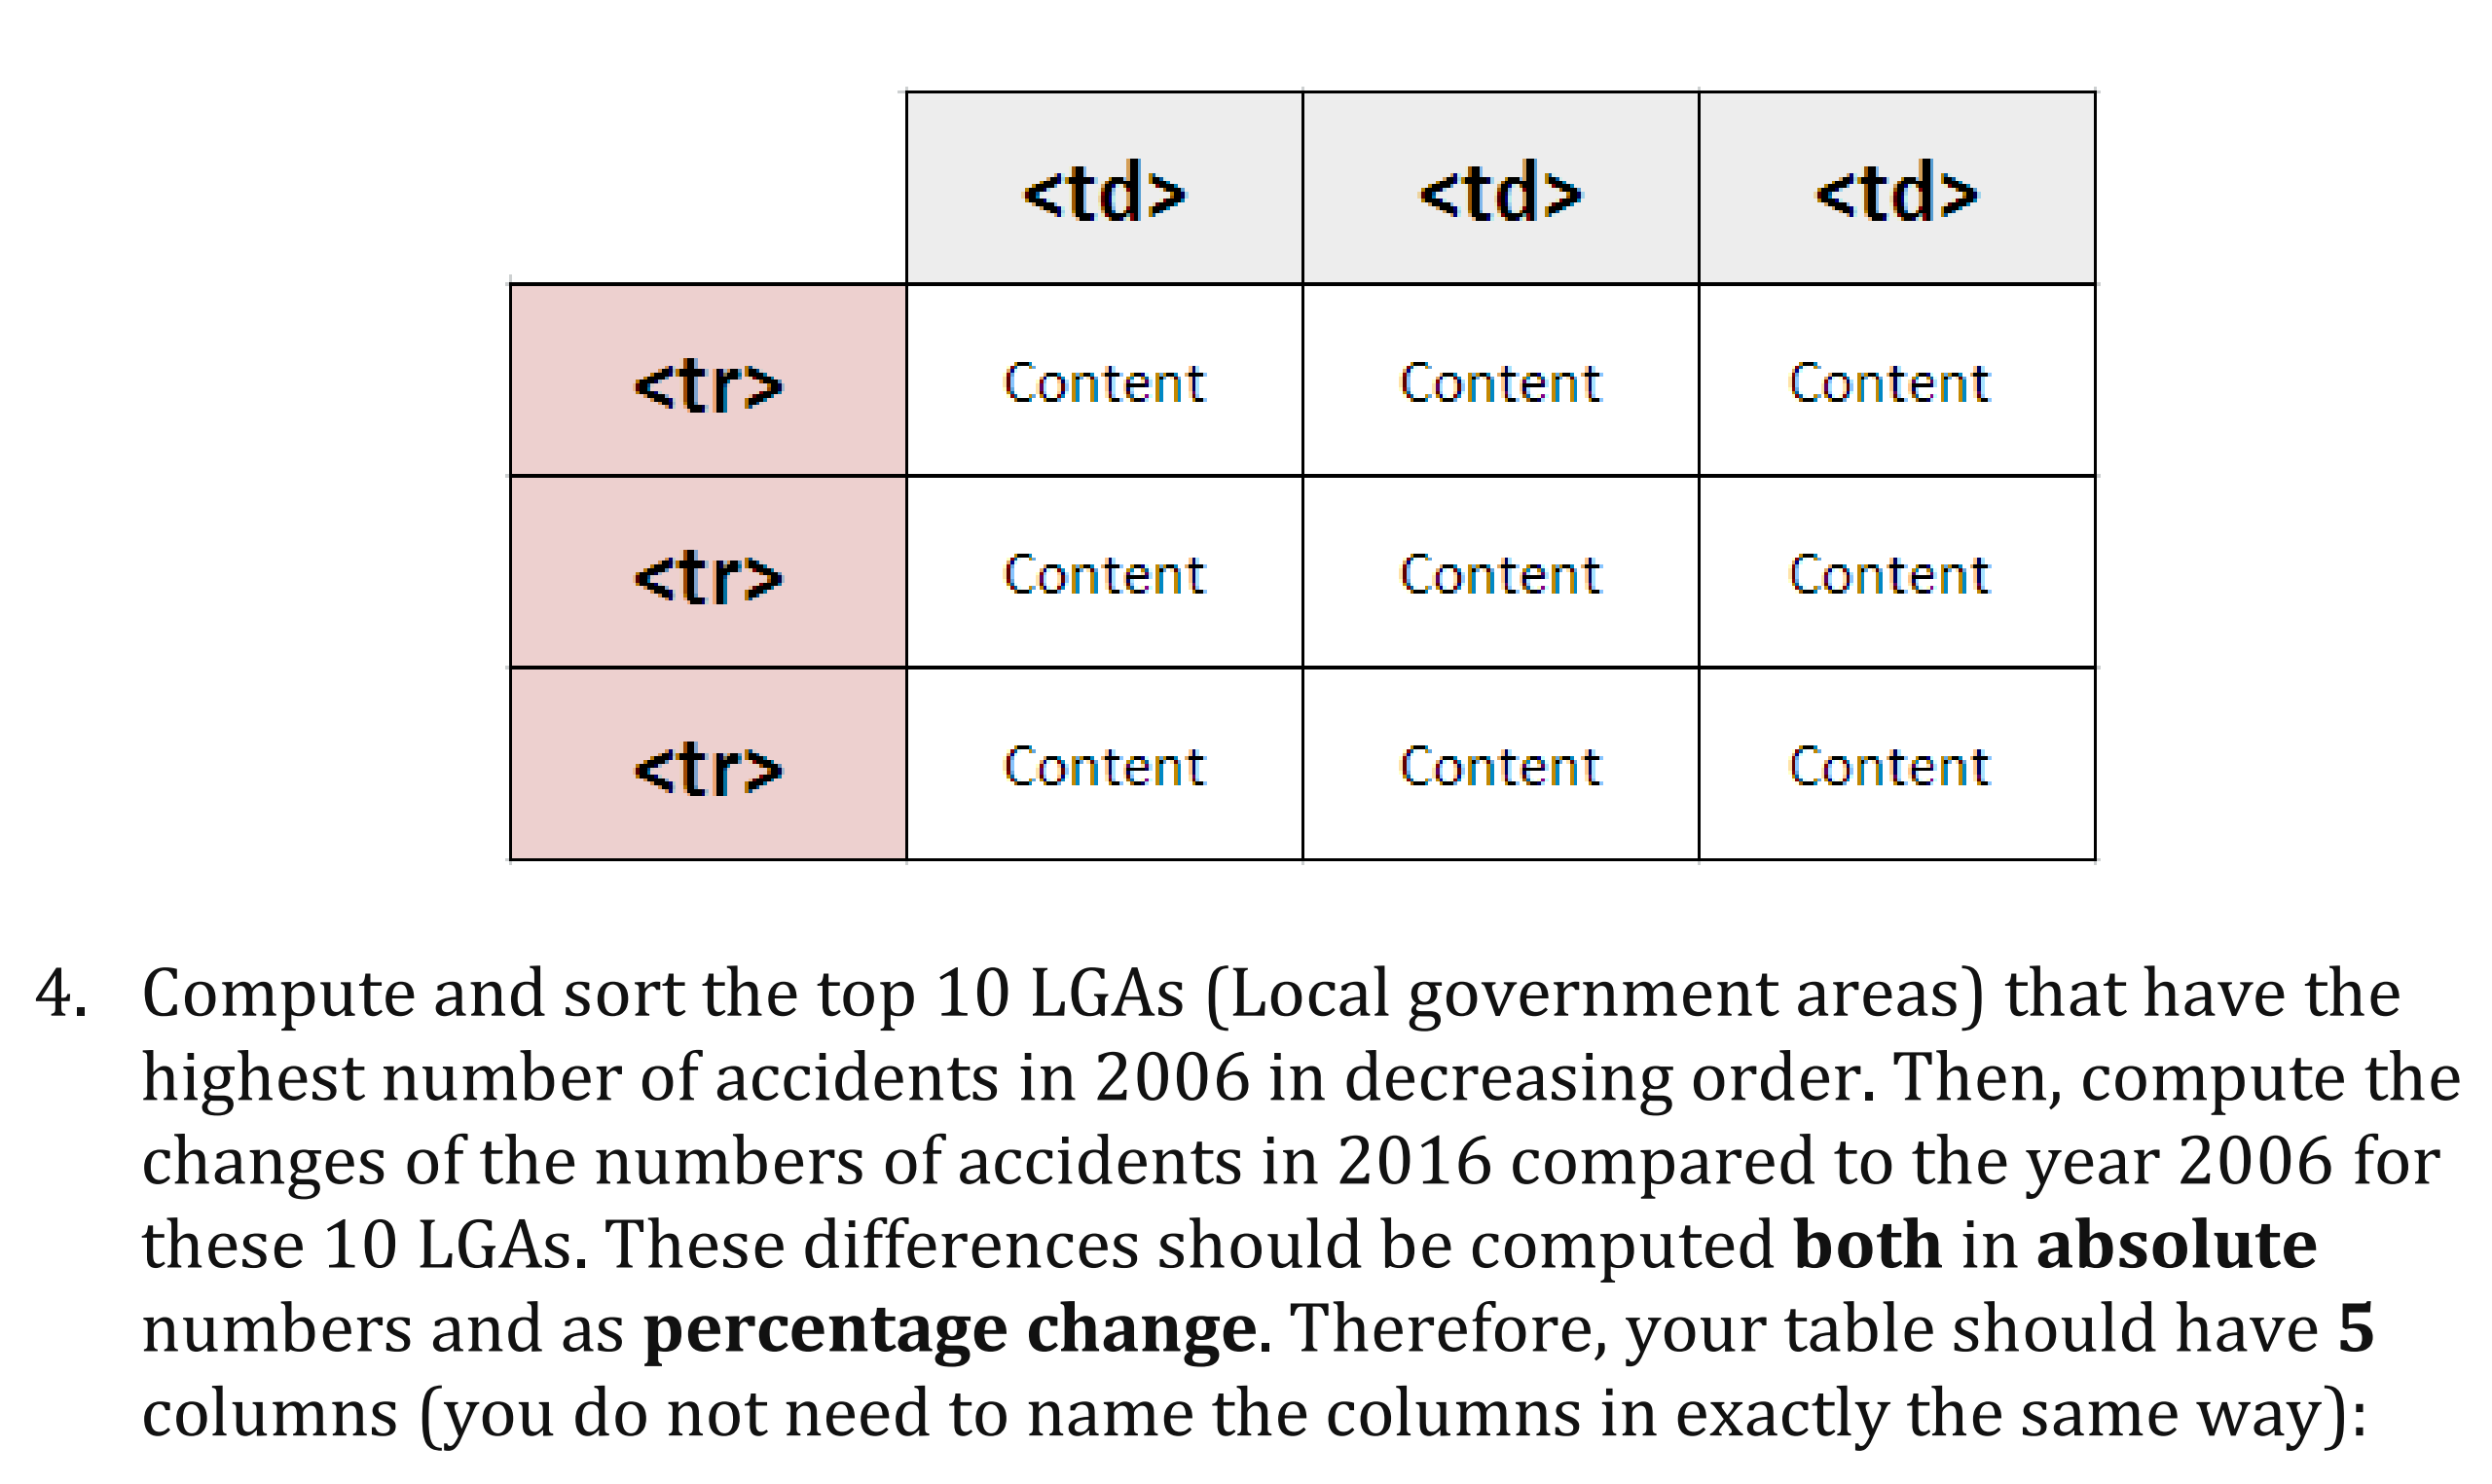 <td> <td> <td>
<tr> Content Content Content
<tr> Content Content Content
<tr> Content Content Content
4. Compute and sort the top 10 LGAs (Local government areas) that have the
highest number of accidents in 2006 in decreasing order. Then, compute the
changes of the numbers of accidents in 2016 compared to the year 2006 for
these 10 LGAs. These differences should be computed both in absolute
numbers and as percentage change. Therefore, your table should have 5
columns (you do not need to name the columns in exactly the same way):